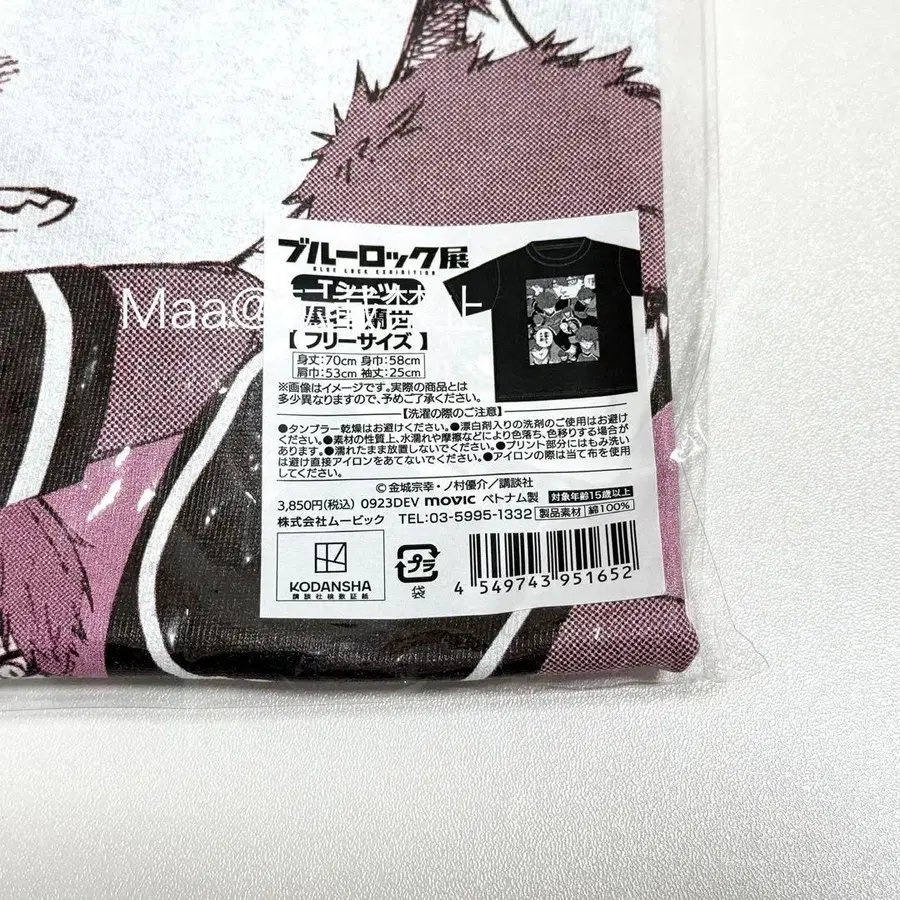 ブルーロック展
BLUE LOCK EXHIBITION
Tシャツ
Maa@
【フリーサイズ】
身丈:70cm 身巾:58cm
肩巾:53cm 袖丈:25cm
※画像はイメージです。実際の商品とは
多少異なりますので、予めご了承ください。
【洗濯の際のご注意】
●タンブラー乾燥はお避けください。●漂白剤入りの洗剤のご使用はお避け
ください。●素材の性質上、水濡れや摩擦などにより色落ち、色移りする場合が
あります。●濡れたまま放置しないでください。●プリント部分にはもみ洗い
は避け直接アイロンをあてないでください。●アイロンの際は当て布を使用
してください。
©金城宗幸・ノ村優介/講談社
3,850円(税込) 0923DEV movic ベトナム製 対象年齢15歳以上
株式会社ムービック TEL:03-5995-1332 製品素材 綿100%
KODANSHA
講談社検数証紙
プラ
袋
4 549743 951652